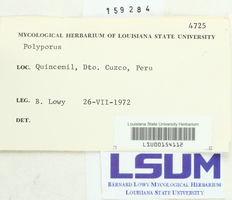 159284
4725
MYCOLOGICAL HERBARIUM OF LOUISIANA STATE UNIVERSITY
Polyporus
LOC. Quincemil, Dto. Cuzco, Peru
LEG. B. Lowy 26-VII-1972
DET.
Louisiana State University Herbarium
LSU00154112
LSUM
BERNARD LOWY MYCOLOGICAL HERBARIUM
LOUISIANA STATE UNIVERSITY